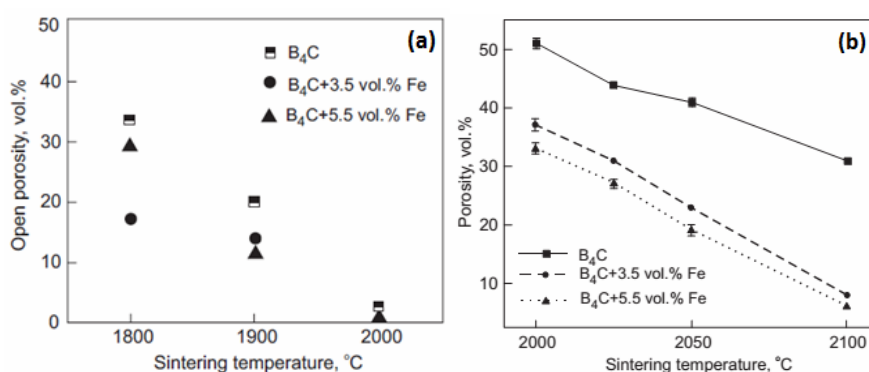 (a)
B₄C
B₄C+3.5 vol.% Fe
B₄C+5.5 vol.% Fe
Open porosity, vol.%
50
40
30
20
10
0
1800 1900 2000
Sintering temperature, °C
(b)
Porosity, vol.%
50
40
30
20
10
B₄C
B₄C+3.5 vol.% Fe
B₄C+5.5 vol.% Fe
2000 2050 2100
Sintering temperature, °C